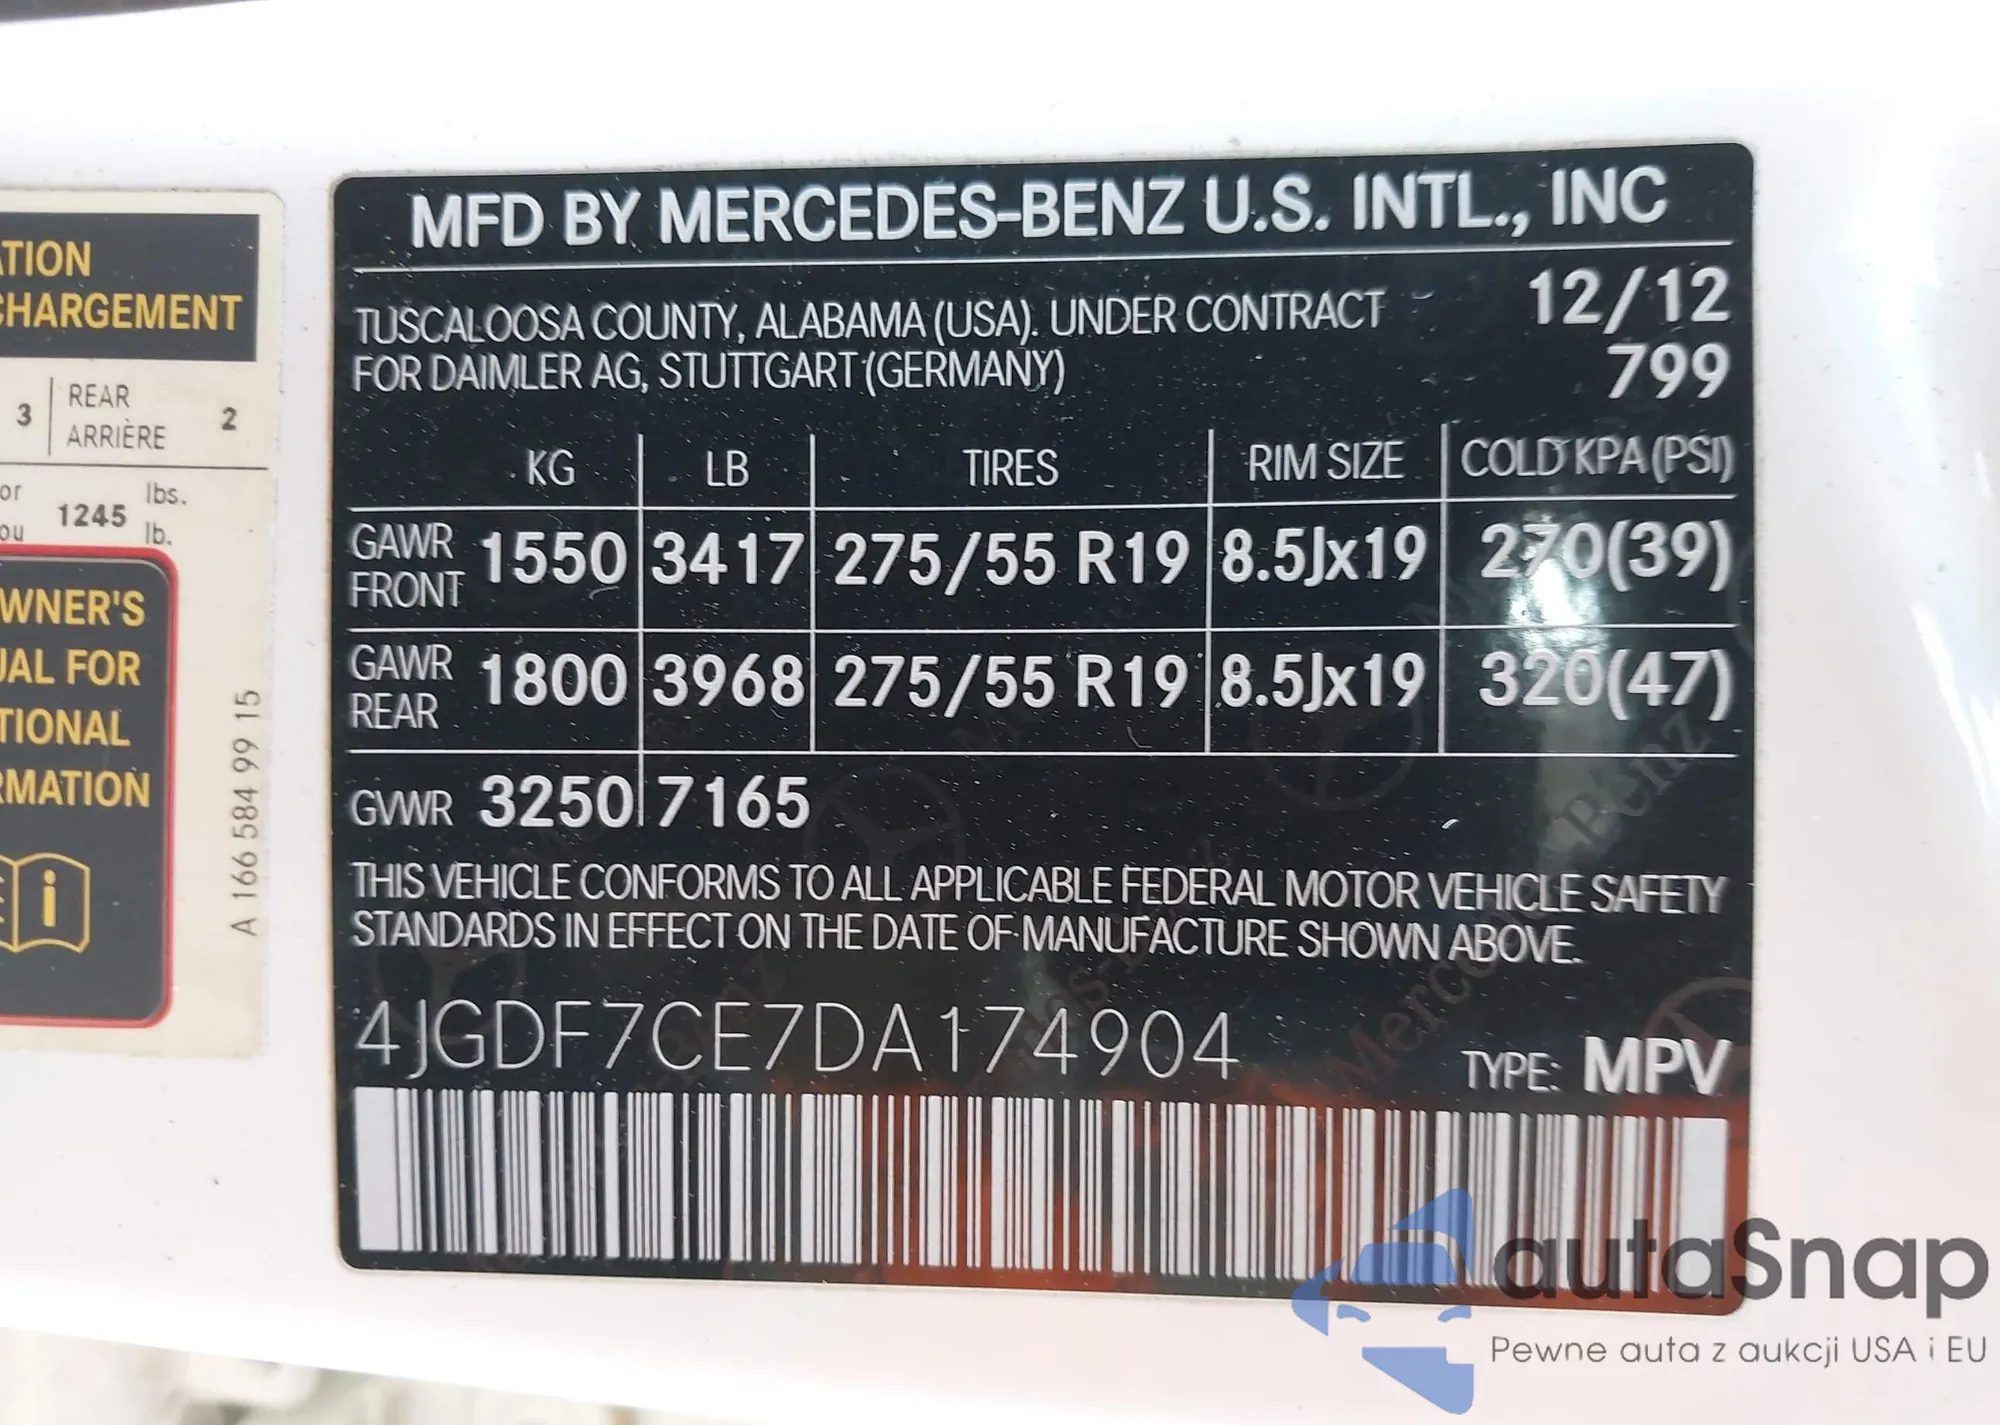 ATION
CHARGEMENT
3 REAR ARRIÈRE 2
or
ou 1245 lbs.
lb.
WNER'S
UAL FOR
TIONAL
RMATION
A 166 584 99 15
MFD BY MERCEDES-BENZ U.S. INTL., INC
TUSCALOOSA COUNTY, ALABAMA (USA). UNDER CONTRACT 12/12
FOR DAIMLER AG, STUTTGART (GERMANY) 799
KG LB TIRES RIM SIZE COLD KPA (PSI)
GAWR FRONT 1550 3417 275/55 R19 8.5Jx19 270(39)
GAWR REAR 1800 3968 275/55 R19 8.5Jx19 320(47)
GVWR 3250 7165
THIS VEHICLE CONFORMS TO ALL APPLICABLE FEDERAL MOTOR VEHICLE SAFETY
STANDARDS IN EFFECT ON THE DATE OF MANUFACTURE SHOWN ABOVE.
4JGDF7CE7DA174904
TYPE: MPV
autaSnap
Pewne auta z aukcji USA i EU